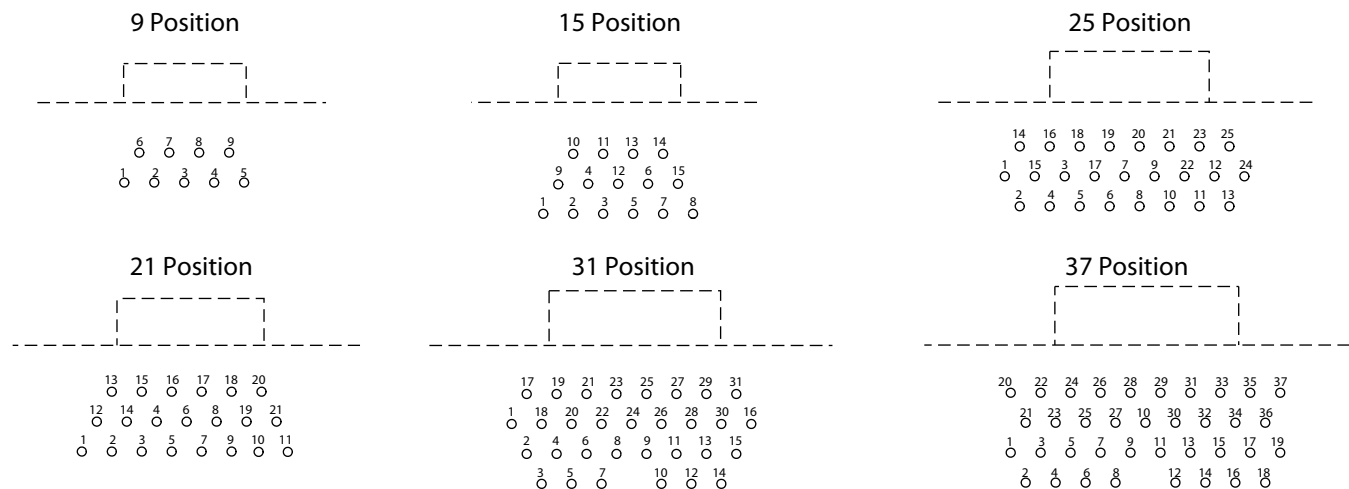 9 Position
15 Position
25 Position
6 7 8 9
1 2 3 4 5
10 11 13 14
9 4 12 6 15
1 2 3 5 7 8
14 16 18 19 20 21 23 25
1 15 3 17 7 9 22 12 24
2 4 5 6 8 10 11 13
21 Position
31 Position
37 Position
13 15 16 17 18 20
12 14 4 6 8 19 21
1 2 3 5 7 9 10 11
17 19 21 23 25 27 29 31
1 18 20 22 24 26 28 30 16
2 4 6 8 9 11 13 15
3 5 7 10 12 14
20 22 24 26 28 29 31 33 35 37
21 23 25 27 10 30 32 34 36
1 3 5 7 9 11 13 15 17 19
2 4 6 8 12 14 16 18